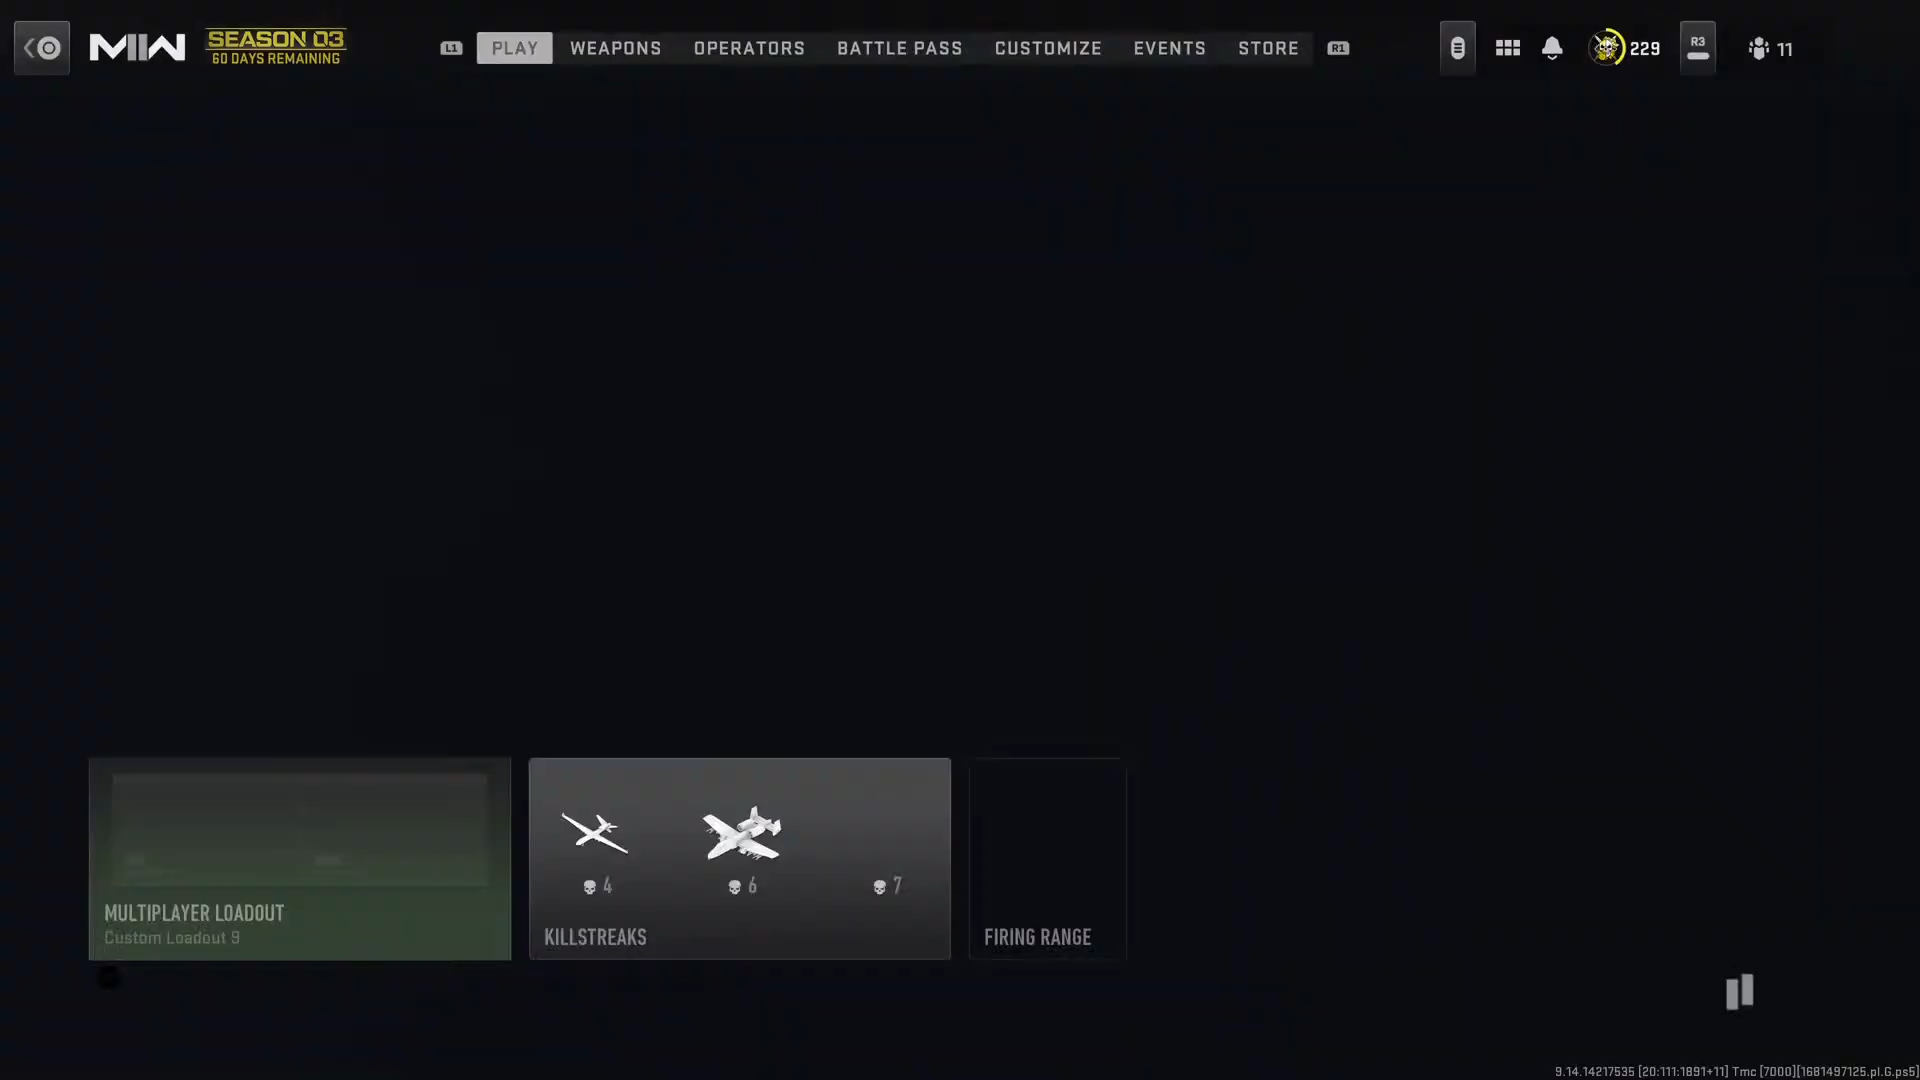 MIIW
SEASON 03
60 DAYS REMAINING
L1
PLAY
WEAPONS
OPERATORS
BATTLE PASS
CUSTOMIZE
EVENTS
STORE
R1
229
R3
11
4
6
7
MULTIPLAYER LOADOUT
Custom Loadout 9
KILLSTREAKS
FIRING RANGE
9.14.14217535 [20:111:1891+11] Tmc [7000][1681497125.pl.G.ps5]